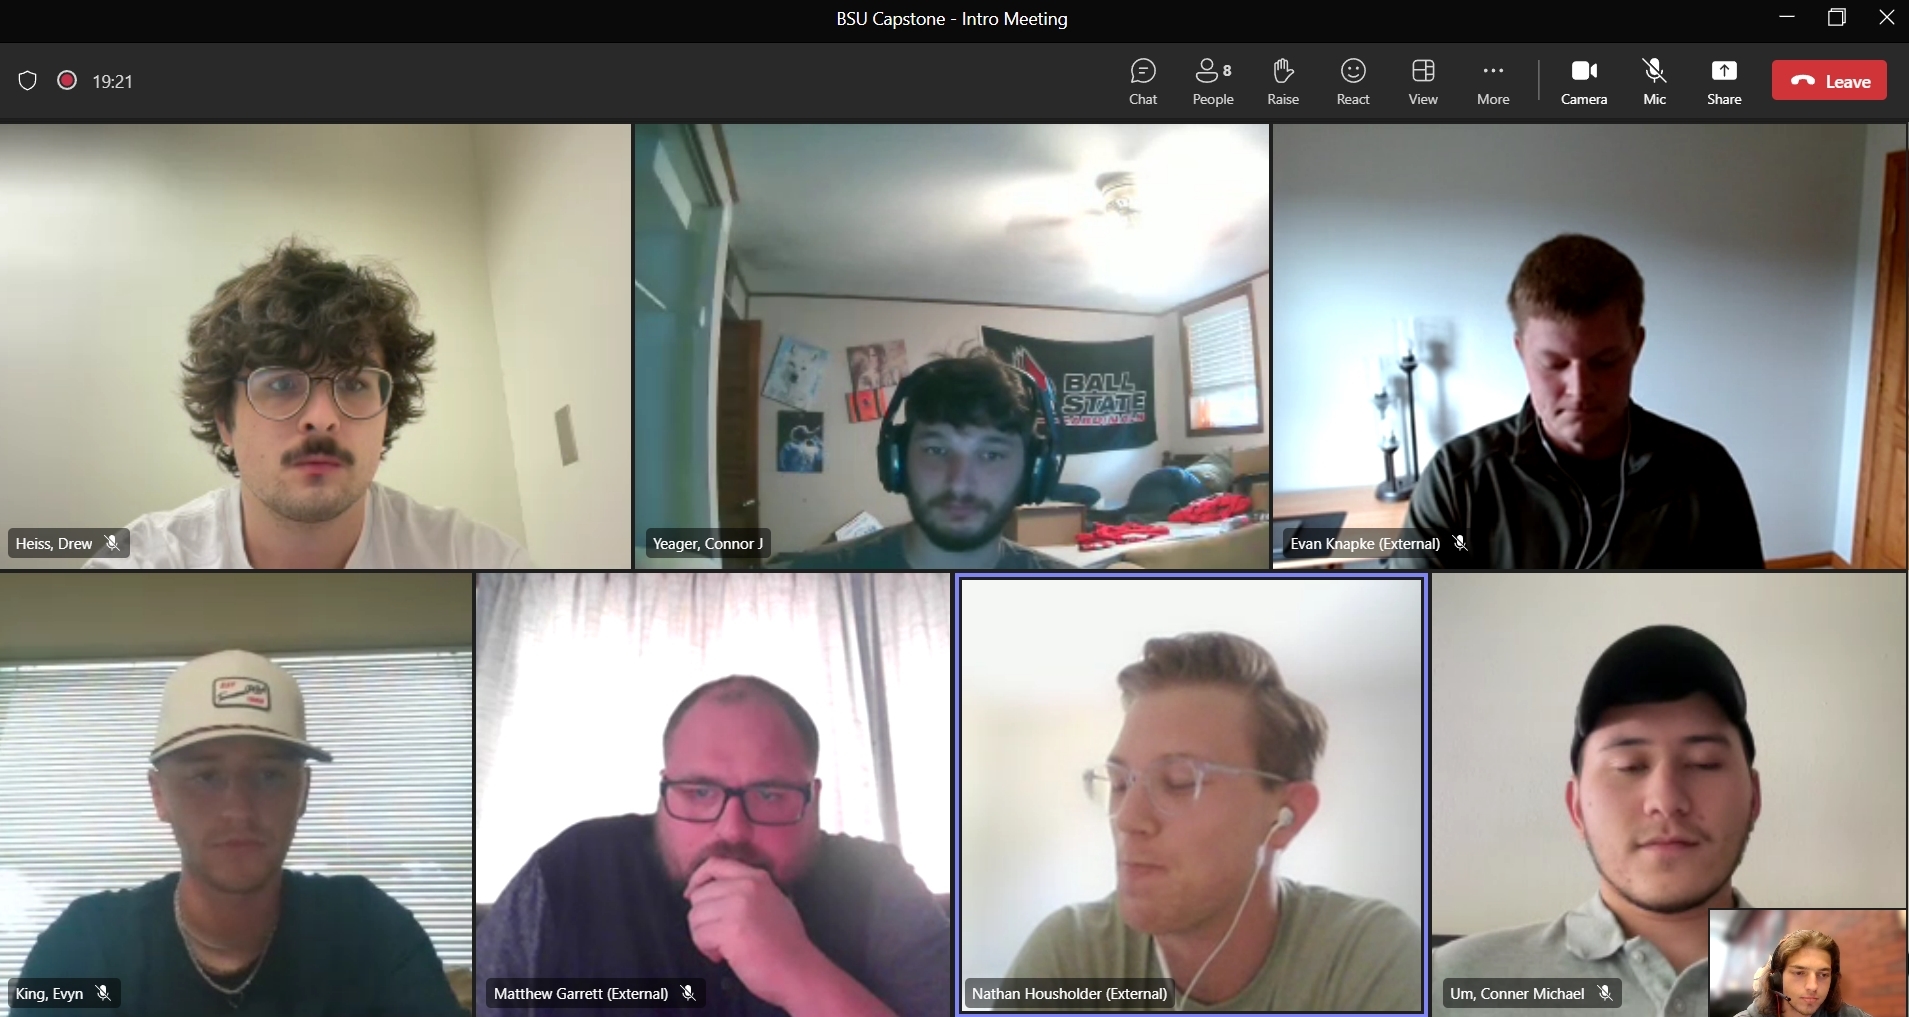 BSU Capstone - Intro Meeting
19:21
Chat
People
8
Raise
React
View
More
Camera
Mic
Share
Leave
BALL
STATE
CARDINALS
Heiss, Drew
Yeager, Connor J
Evan Knapke (External)
King, Evyn
Matthew Garrett (External)
Nathan Housholder (External)
Um, Conner Michael